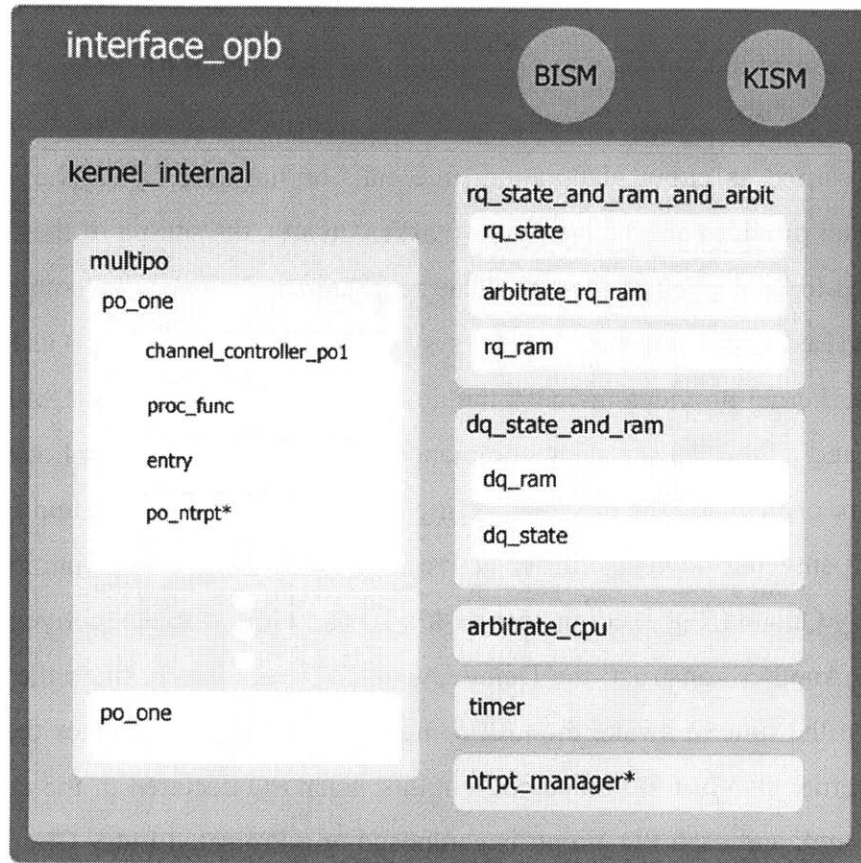 interface_opb
BISM
KISM
kernel_internal
multipo
po_one
channel_controller_po1
proc_func
entry
po_ntrpt*
po_one
rq_state_and_ram_and_arbit
rq_state
arbitrate_rq_ram
rq_ram
dq_state_and_ram
dq_ram
dq_state
arbitrate_cpu
timer
ntrpt_manager*